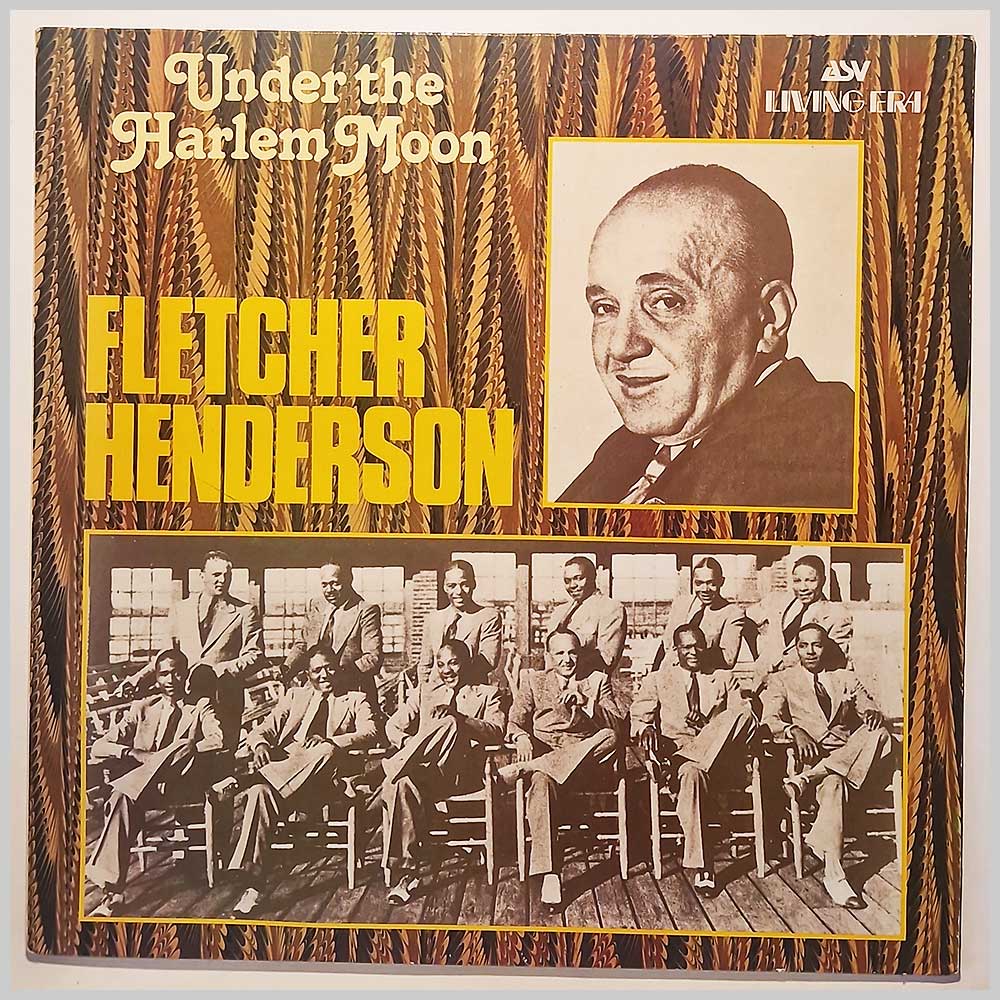 Under the
Harlem Moon
ASV
LIVING ERA
FLETCHER
HENDERSON